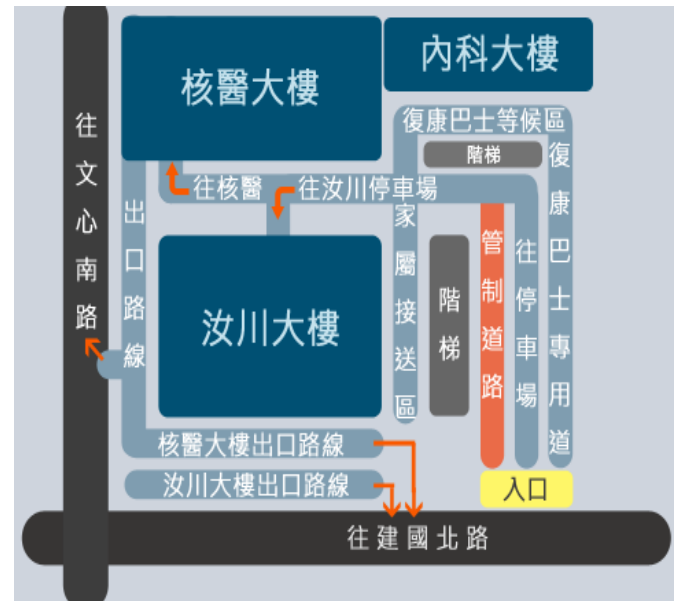 核醫大樓
內科大樓
往文心南路
復康巴士等候區
階梯
往核醫
往汝川停車場
出口路線
汝川大樓
家屬接送區
階梯
管制道路
往停車場
復康巴士專用道
核醫大樓出口路線
汝川大樓出口路線
入口
往建國北路